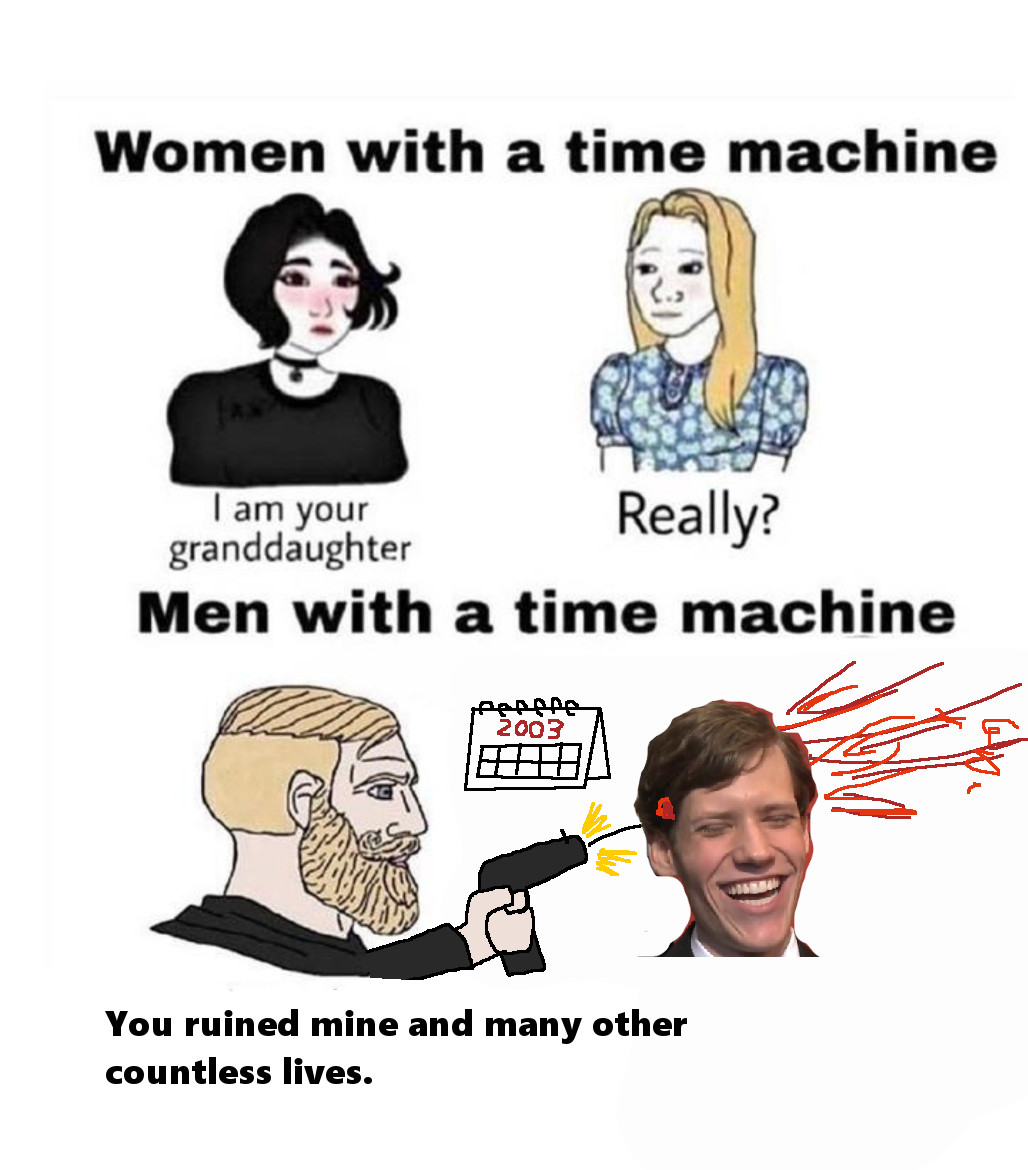 Women with a time machine
I am your
granddaughter
Really?
Men with a time machine
2003
You ruined mine and many other
countless lives.